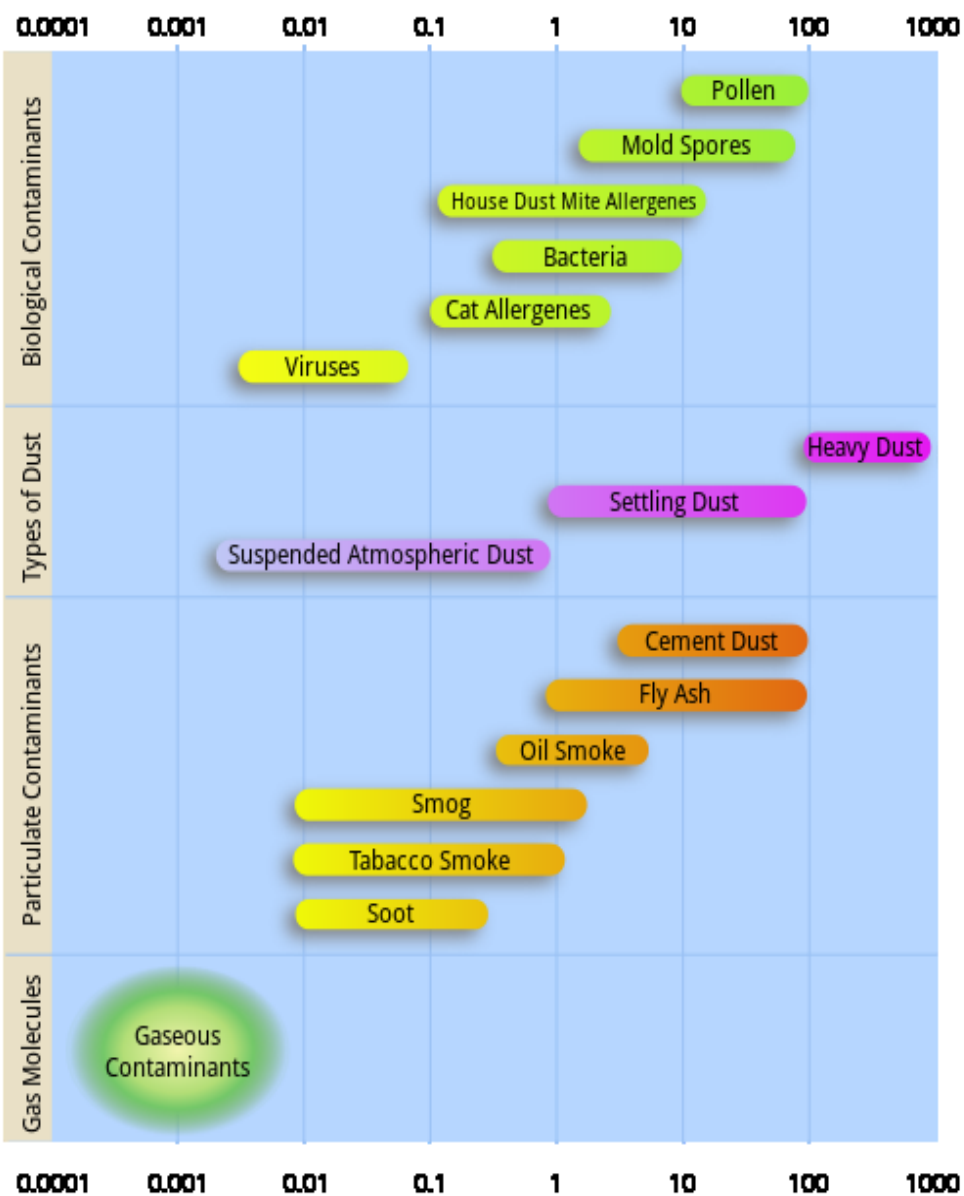 0.0001 0.001 0.01 0.1 1 10 100 1000
Biological Contaminants
Pollen
Mold Spores
House Dust Mite Allergenes
Bacteria
Cat Allergenes
Viruses
Types of Dust
Heavy Dust
Settling Dust
Suspended Atmospheric Dust
Particulate Contaminants
Cement Dust
Fly Ash
Oil Smoke
Smog
Tabacco Smoke
Soot
Gas Molecules
Gaseous
Contaminants
0.0001 0.001 0.01 0.1 1 10 100 1000